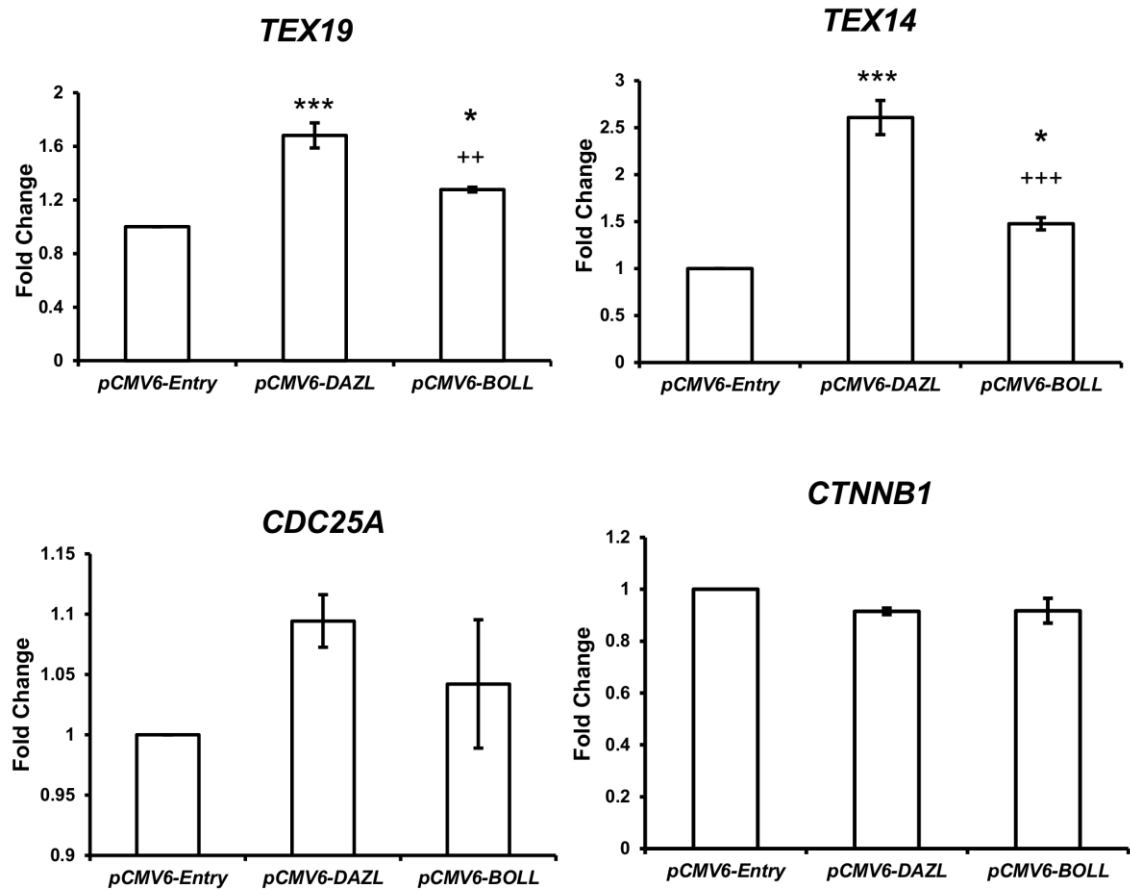 TEX19
Fold Change
2
1.6
1.2
0.8
0.4
0
***
*
++
pCMV6-Entry pCMV6-DAZL pCMV6-BOLL
TEX14
Fold Change
3
2.5
2
1.5
1
0.5
0
***
*
+++
pCMV6-Entry pCMV6-DAZL pCMV6-BOLL
CDC25A
Fold Change
1.15
1.1
1.05
1
0.95
0.9
pCMV6-Entry pCMV6-DAZL pCMV6-BOLL
CTNNB1
Fold Change
1.2
1
0.8
0.6
0.4
0.2
0
pCMV6-Entry pCMV6-DAZL pCMV6-BOLL